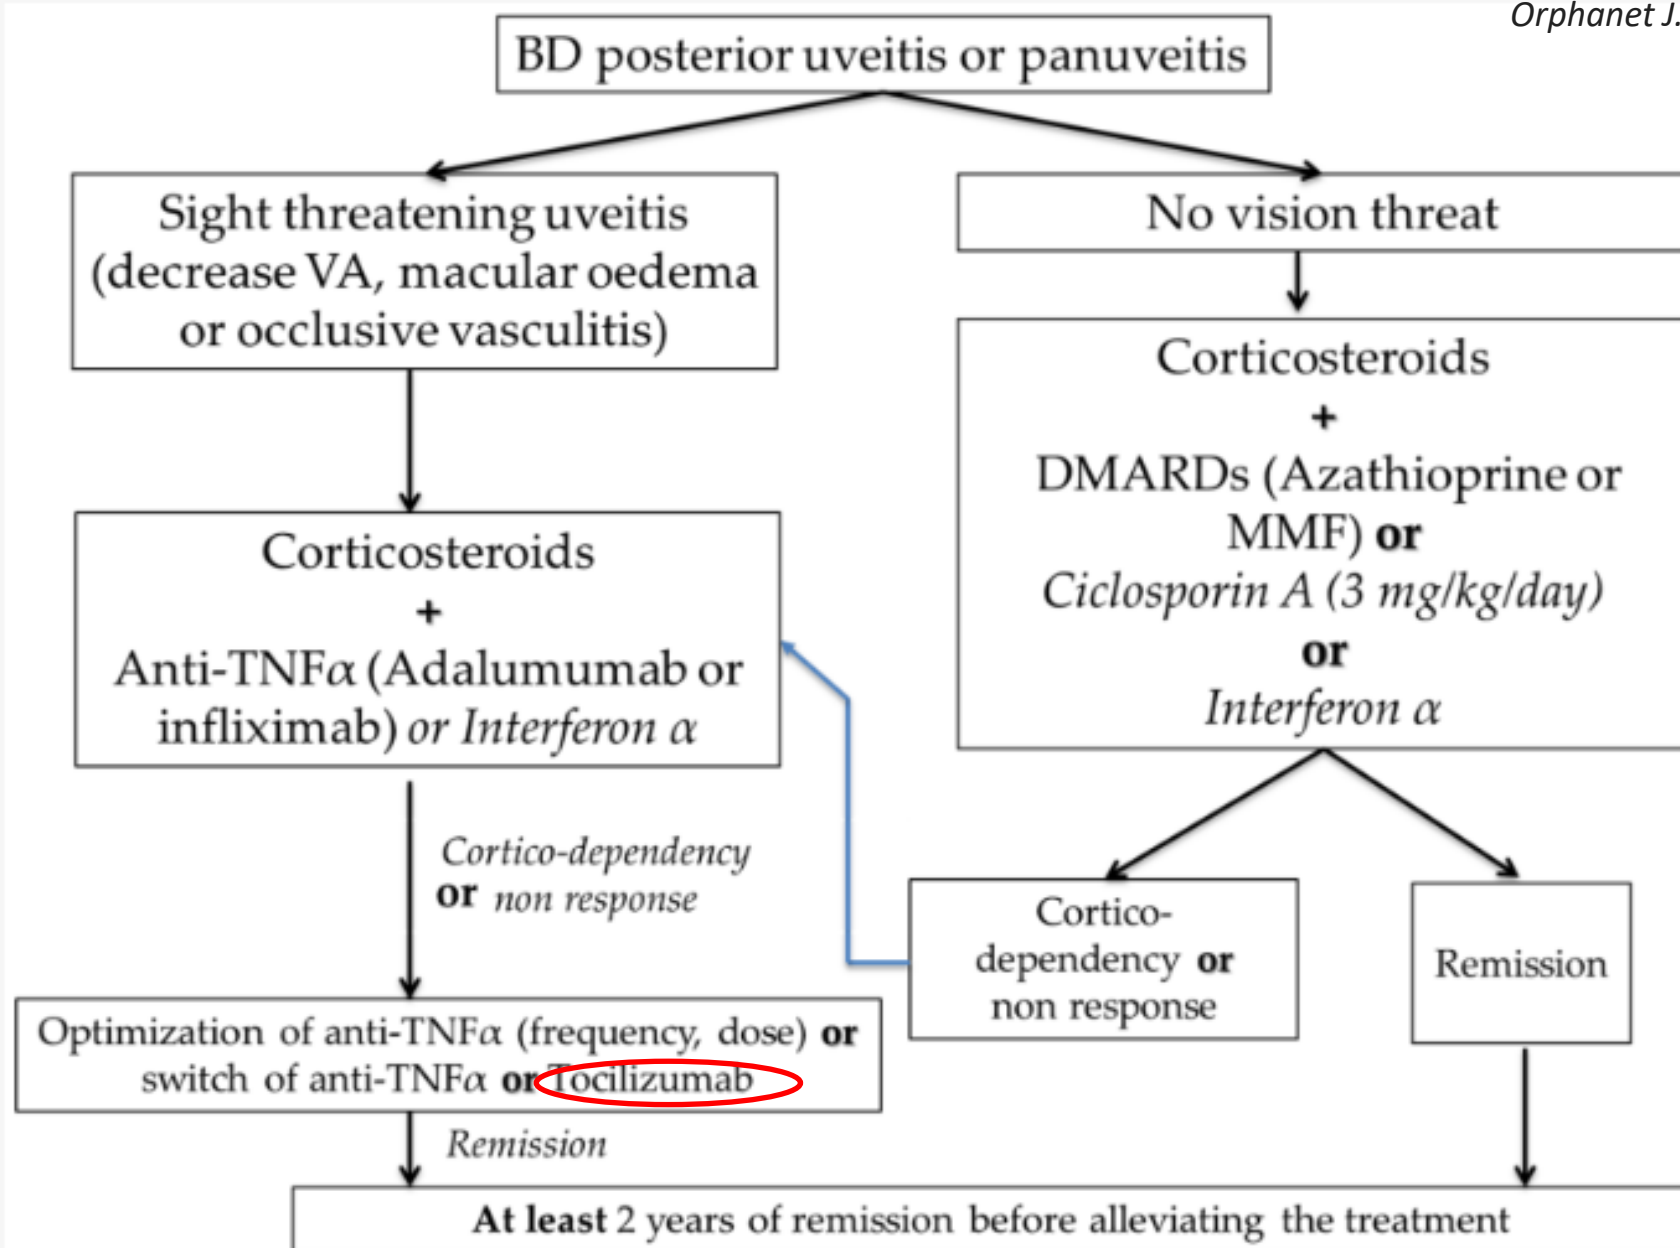 Orphanet J.
BD posterior uveitis or panuveitis
Sight threatening uveitis
(decrease VA, macular oedema
or occlusive vasculitis)
No vision threat
Corticosteroids
+
DMARDs (Azathioprine or
MMF) or
Ciclosporin A (3 mg/kg/day)
or
Interferon α
Corticosteroids
+
Anti-TNFα (Adalumumab or
infliximab) or Interferon α
Cortico-dependency
or non response
Cortico-
dependency or
non response
Remission
Optimization of anti-TNFα (frequency, dose) or
switch of anti-TNFα or Tocilizumab
Remission
At least 2 years of remission before alleviating the treatment